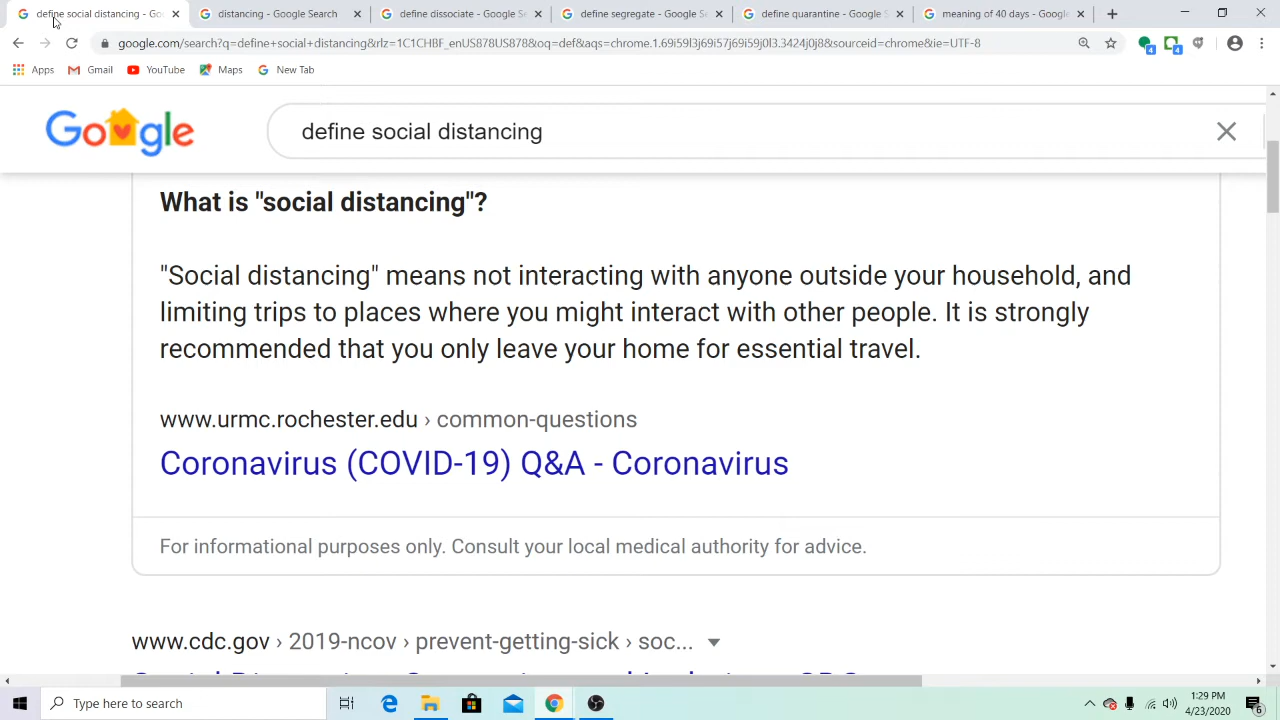 define social distancing - Go
distancing - Google Search
define dissociate - Google Se
define segregate - Google Se
define quarantine - Google S
meaning of 40 days - Google
google.com/search?q=define+social+distancing&rlz=1C1CHBF_enUS878US878&oq=def&aqs=chrome.1.69i59l3j69i57j69i59j0l3.3424j0j8&sourceid=chrome&ie=UTF-8
4
4
Apps
Gmail
YouTube
Maps
New Tab
Google
define social distancing
What is "social distancing"?
"Social distancing" means not interacting with anyone outside your household, and
limiting trips to places where you might interact with other people. It is strongly
recommended that you only leave your home for essential travel.
www.urmc.rochester.edu › common-questions
Coronavirus (COVID-19) Q&A - Coronavirus
For informational purposes only. Consult your local medical authority for advice.
www.cdc.gov › 2019-ncov › prevent-getting-sick › soc...
Type here to search
1:29 PM
4/23/2020
6